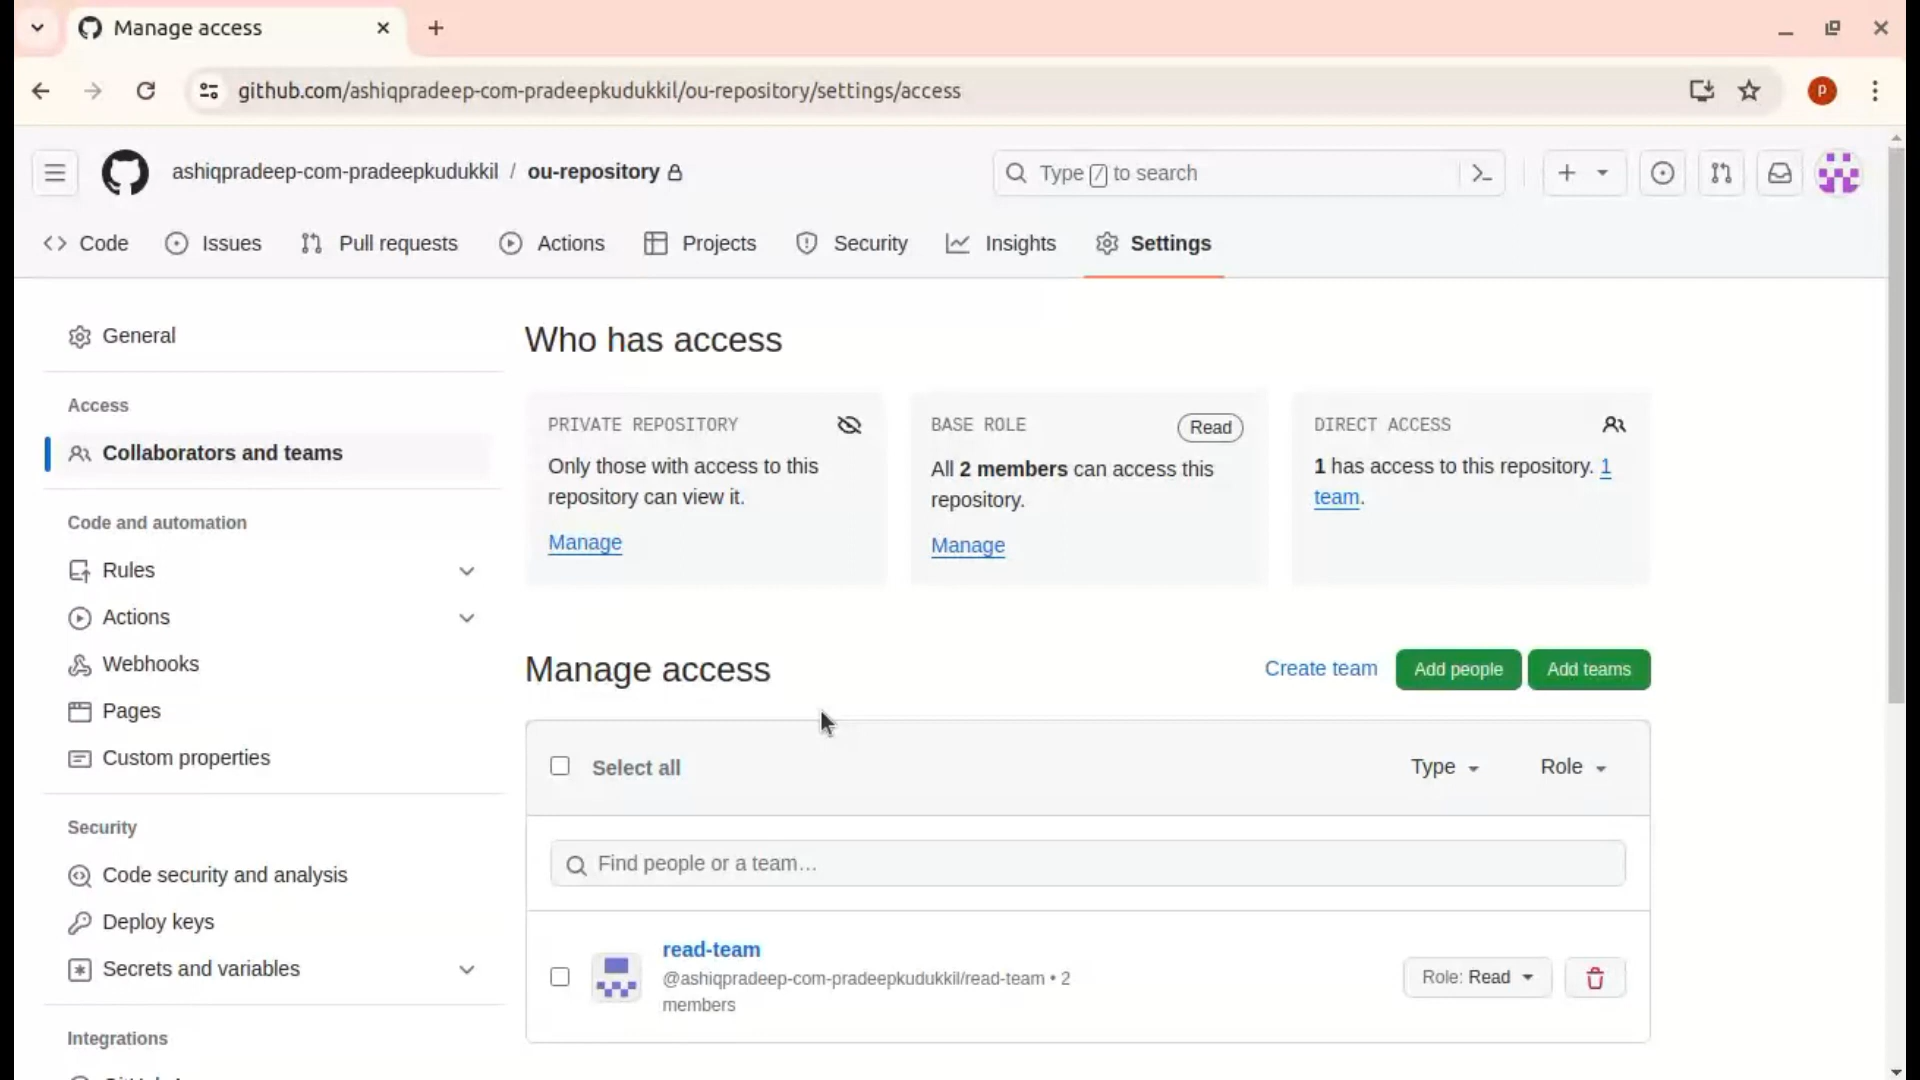 Manage access
github.com/ashiqpradeep-com-pradeepkudukkil/ou-repository/settings/access
P
ashiqpradeep-com-pradeepkudukkil / ou-repository
Type / to search
Code
Issues
Pull requests
Actions
Projects
Security
Insights
Settings
General
Access
Collaborators and teams
Code and automation
Rules
Actions
Webhooks
Pages
Custom properties
Security
Code security and analysis
Deploy keys
Secrets and variables
Integrations
Who has access
PRIVATE REPOSITORY
Only those with access to this
repository can view it.
Manage
BASE ROLE
Read
All 2 members can access this
repository.
Manage
DIRECT ACCESS
1 has access to this repository. 1
team.
Manage access
Create team
Add people
Add teams
Select all
Type
Role
Find people or a team...
read-team
@ashiqpradeep-com-pradeepkudukkil/read-team • 2
members
Role: Read